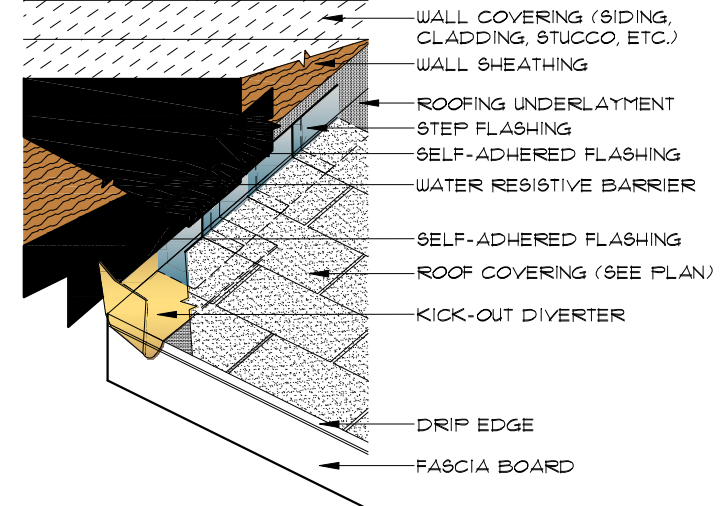 WALL COVERING (SIDING,
CLADDING, STUCCO, ETC.)
WALL SHEATHING
ROOFING UNDERLAYMENT
STEP FLASHING
SELF-ADHERED FLASHING
WATER RESISTIVE BARRIER
SELF-ADHERED FLASHING
ROOF COVERING (SEE PLAN)
KICK-OUT DIVERTER
DRIP EDGE
FASCIA BOARD